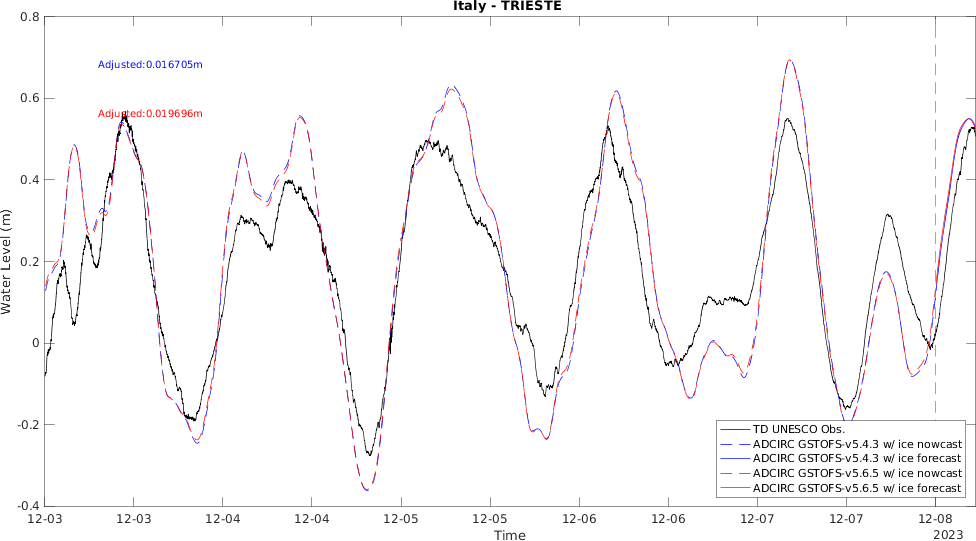 Italy - TRIESTE
0.8
Adjusted:0.016705m
0.6
Adjusted:0.019696m
0.4
0.2
0
-0.2
-0.4
Water Level (m)
TD UNESCO Obs.
ADCIRC GSTOFS-v5.4.3 w/ ice nowcast
ADCIRC GSTOFS-v5.4.3 w/ ice forecast
ADCIRC GSTOFS-v5.6.5 w/ ice nowcast
ADCIRC GSTOFS-v5.6.5 w/ ice forecast
12-03 12-03 12-04 12-04 12-05 12-05 12-06 12-06 12-07 12-07 12-08
Time 2023